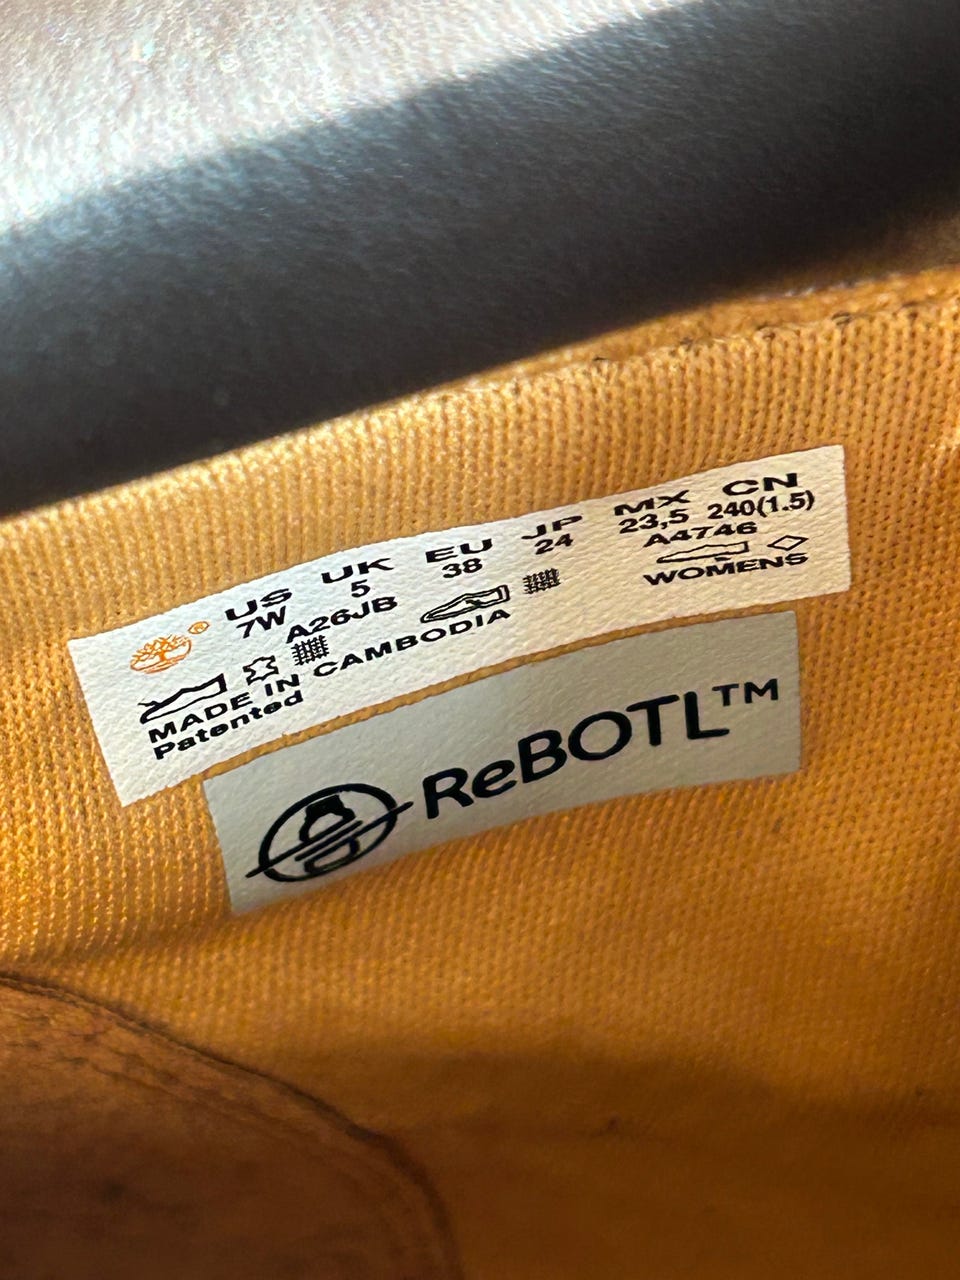 US UK EU JP MX CN
7W 5 38 24 23,5 240(1.5)
A26JB A4746
MADE IN CAMBODIA WOMENS
Patented
®
ReBOTL™